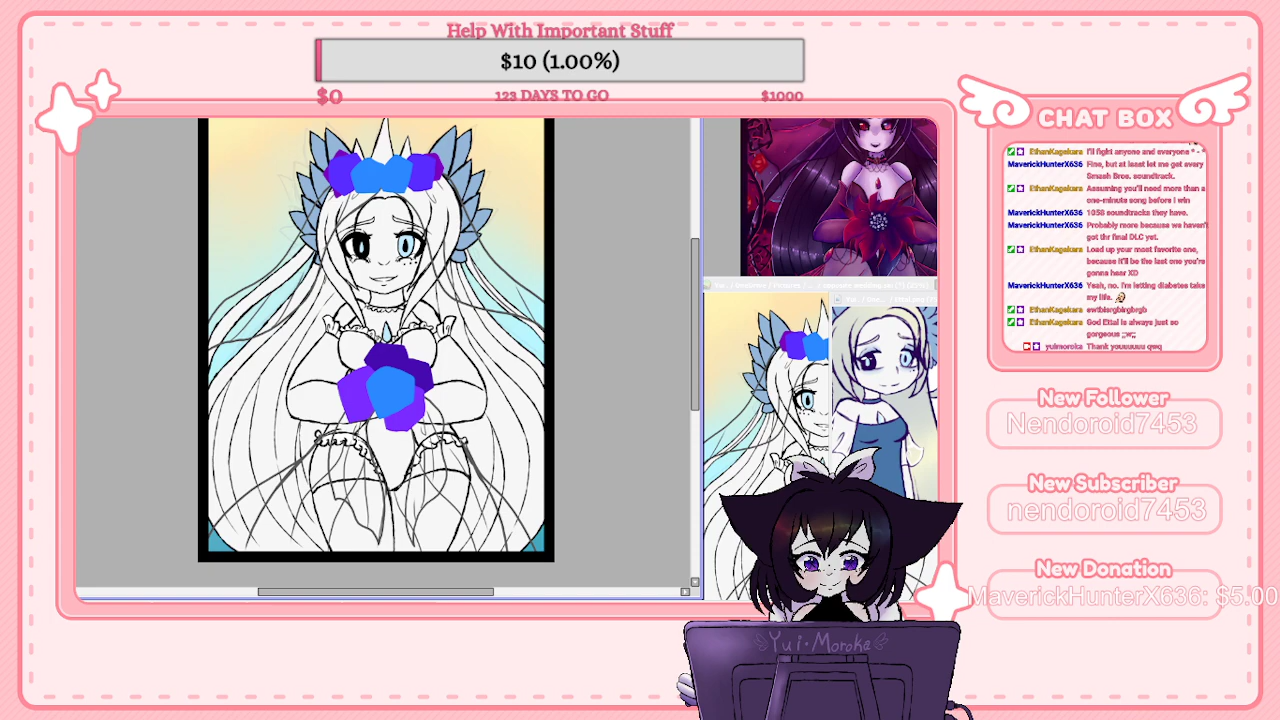 Help With Important Stuff
$10 (1.00%)
$0
123 DAYS TO GO
$1000
CHAT BOX
EthanKagekura I'll fight anyone and everyone
MaverickHunterX636 Fine, but at least let me get every
Smash Bros. soundtrack.
EthanKagekura Assuming you'll need more than a
one-minute song before I win
MaverickHunterX636 1058 soundtracks they have.
MaverickHunterX636 Probably more because we haven't
got thr final DLC yet.
EthanKagekura Load up your most favorite one,
because it'll be the last one you're
gonna hear XD
MaverickHunterX636 Yeah, no. I'm letting diabetes take
my life.
EthanKagekura
EthanKagekura God Ettal is always just so
gorgeous ;;w;;
yuimoroka Thank youuuuuu qwq
New Follower
Nendoroid7453
New Subscriber
nendoroid7453
New Donation
MaverickHunterX636: $5.00
Yui·Moroka